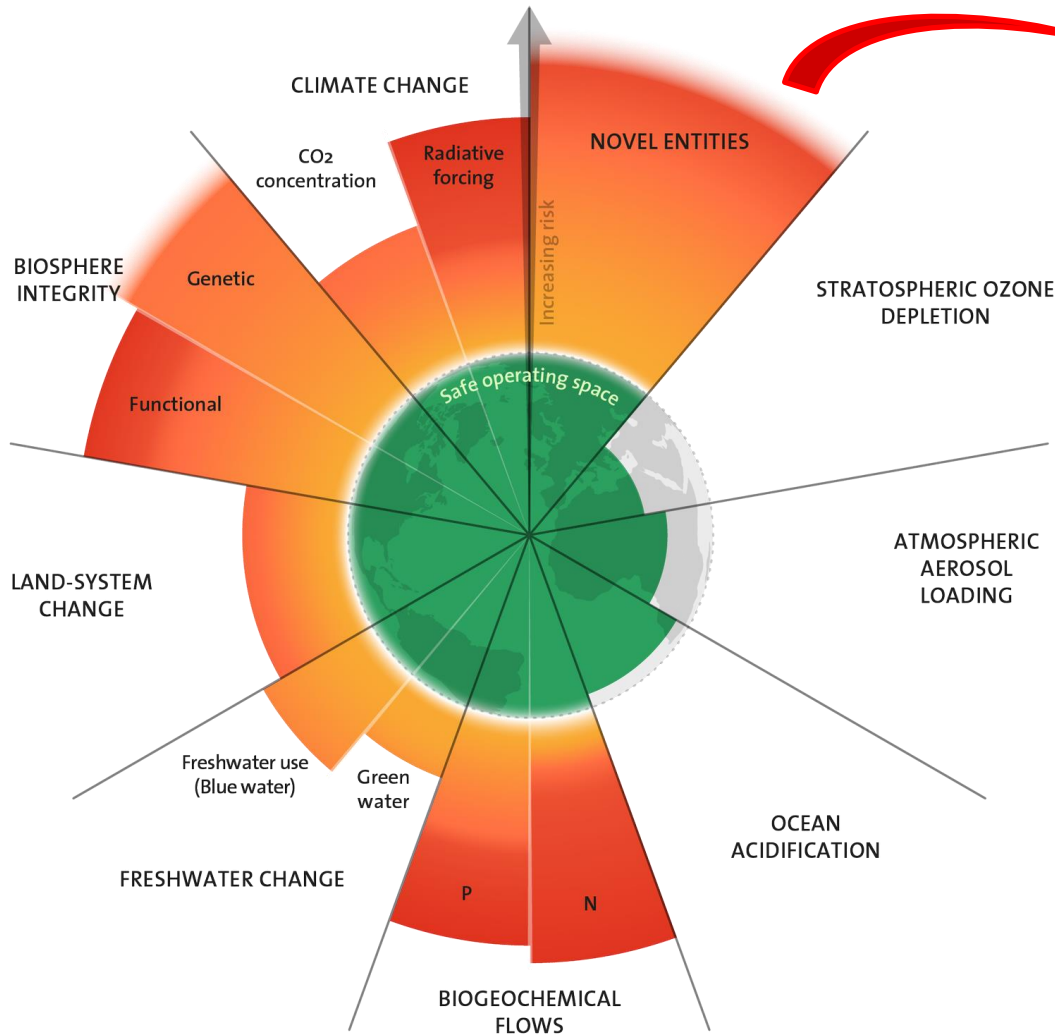 CLIMATE CHANGE
CO2
concentration
Radiative
forcing
NOVEL ENTITIES
Increasing risk
BIOSPHERE
INTEGRITY
Genetic
Functional
STRATOSPHERIC OZONE
DEPLETION
Safe operating space
ATMOSPHERIC
AEROSOL
LOADING
LAND-SYSTEM
CHANGE
Freshwater use
(Blue water)
Green
water
FRESHWATER CHANGE
OCEAN
ACIDIFICATION
P
N
BIOGEOCHEMICAL
FLOWS